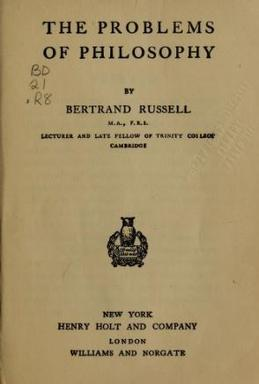 THE PROBLEMS
OF PHILOSOPHY
BD
21
.R8
BY
BERTRAND RUSSELL
M.A., F.R.S.
LECTURER AND LATE FELLOW OF TRINITY COLLEGE
CAMBRIDGE
NEW YORK
HENRY HOLT AND COMPANY
LONDON
WILLIAMS AND NORGATE